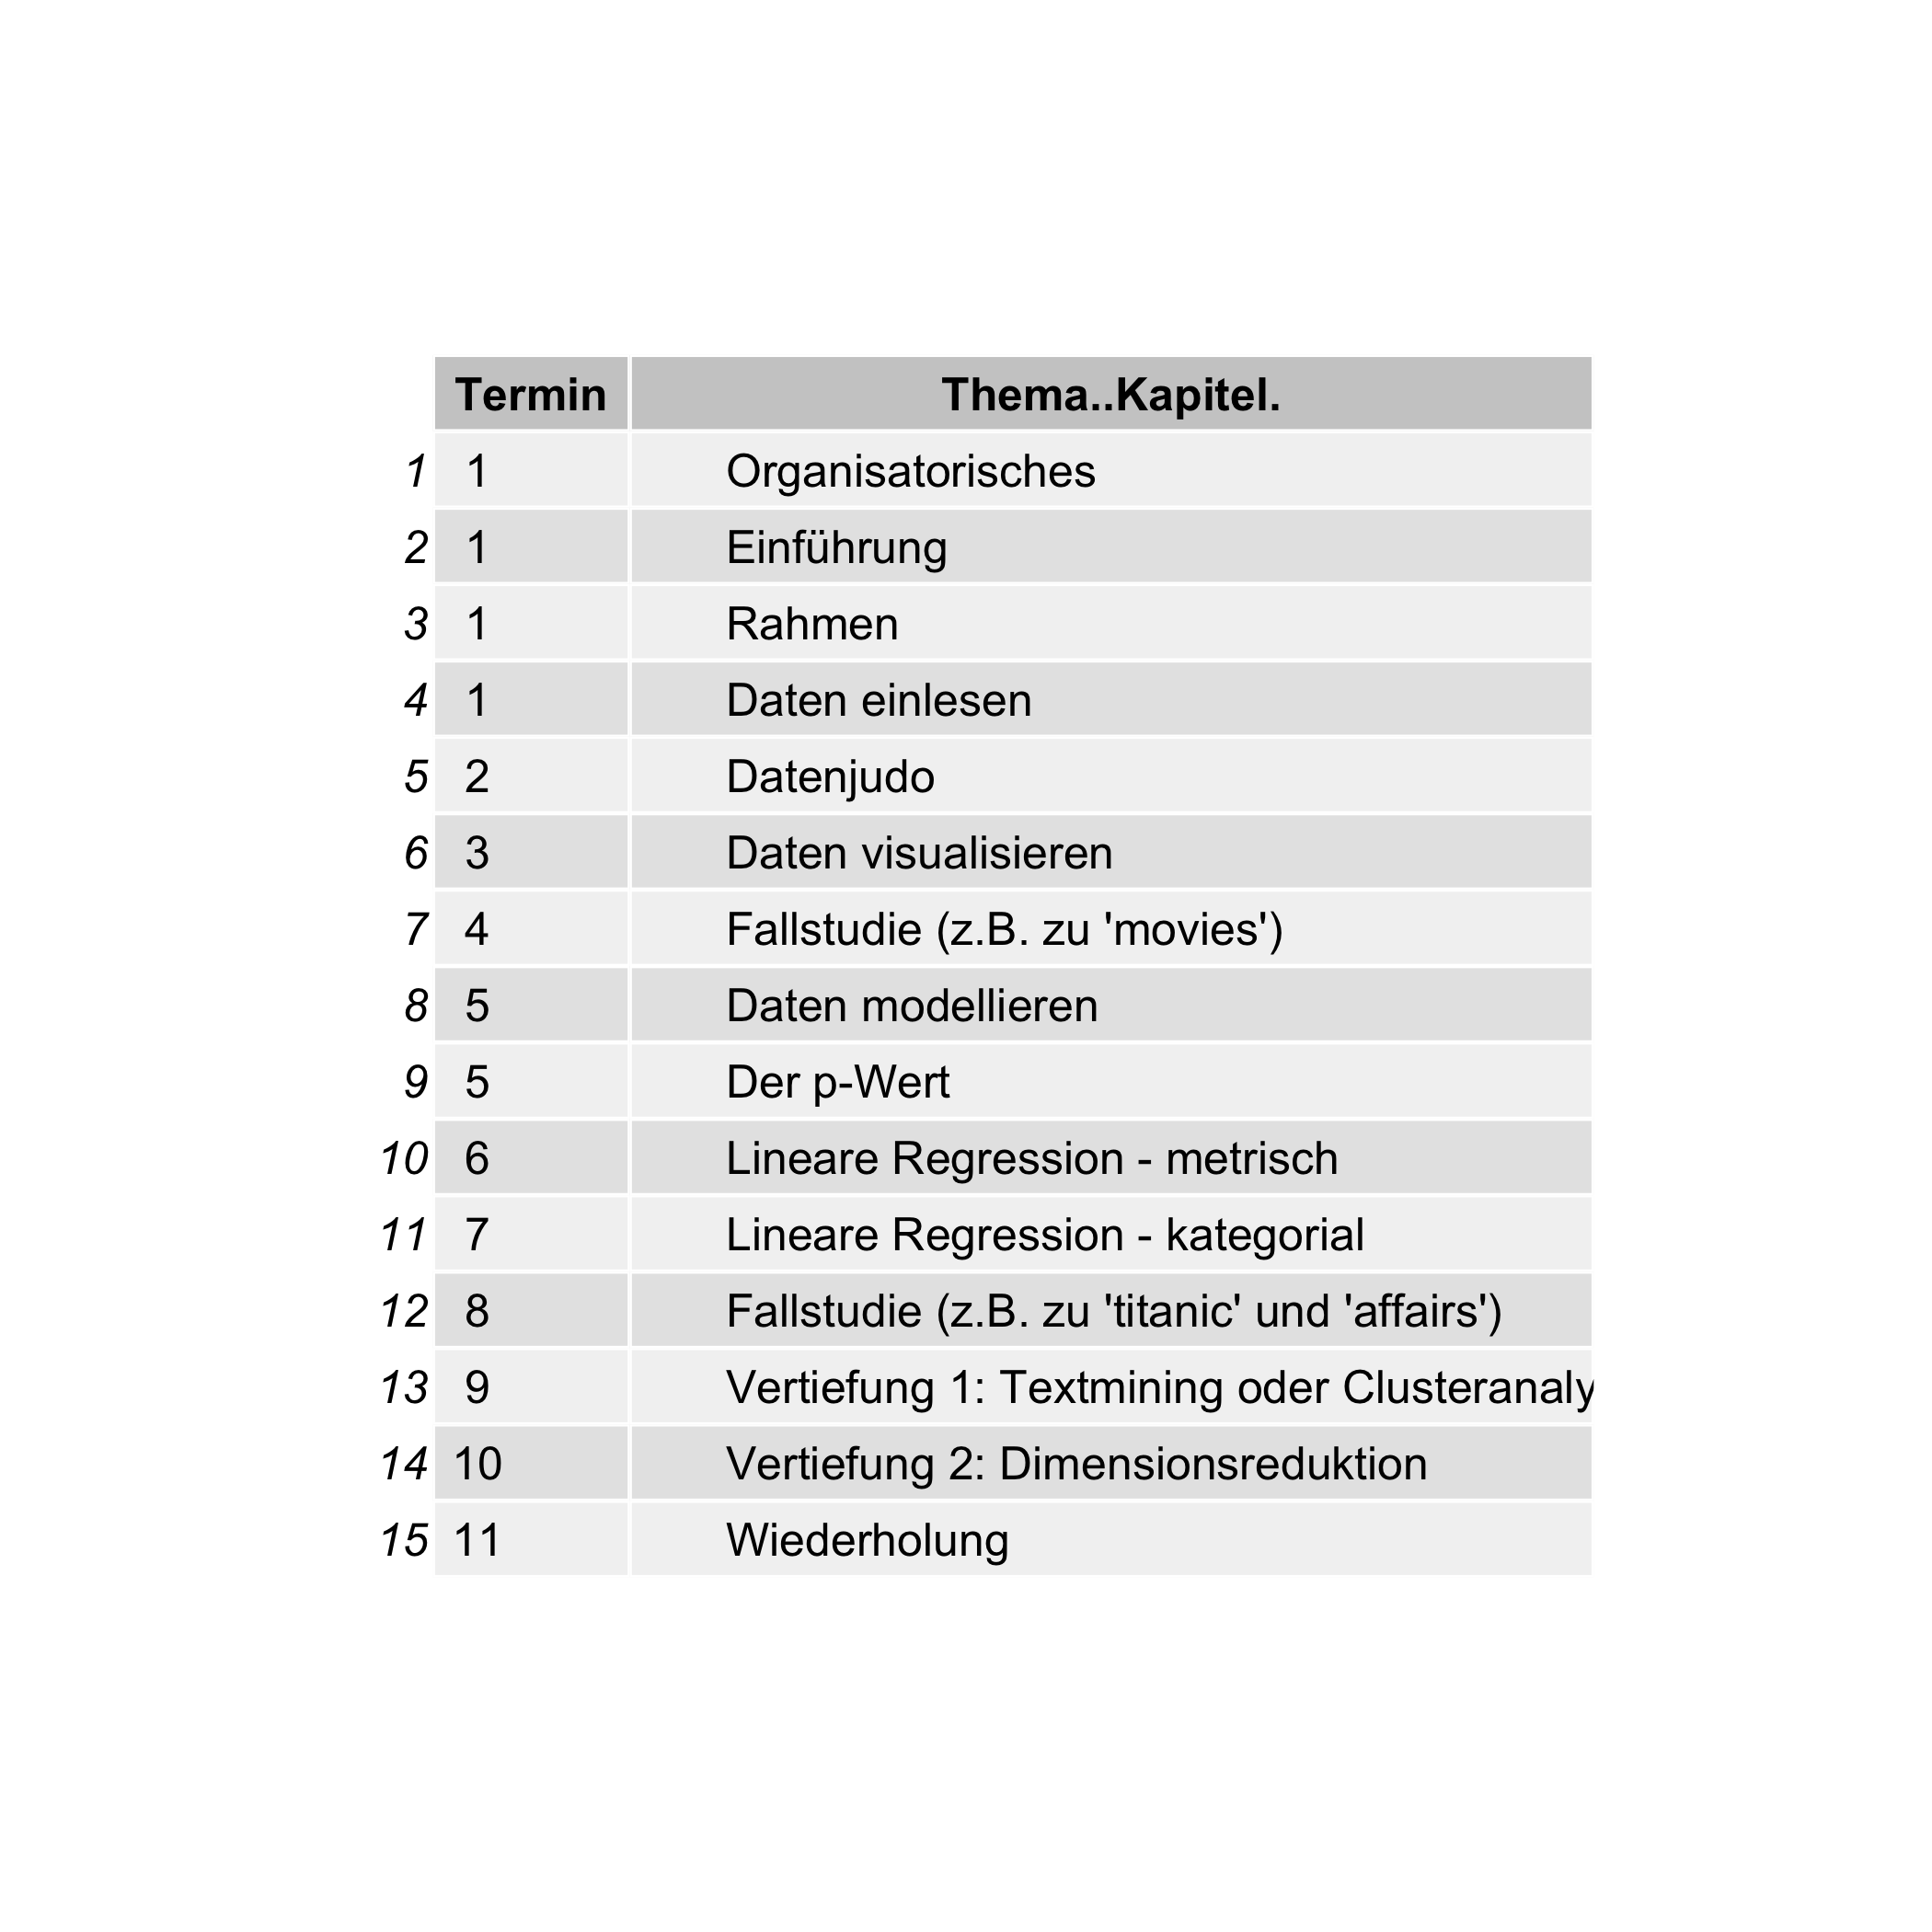 Termin Thema..Kapitel.
1 1 Organisatorisches
2 1 Einführung
3 1 Rahmen
4 1 Daten einlesen
5 2 Datenjudo
6 3 Daten visualisieren
7 4 Fallstudie (z.B. zu 'movies')
8 5 Daten modellieren
9 5 Der p-Wert
10 6 Lineare Regression - metrisch
11 7 Lineare Regression - kategorial
12 8 Fallstudie (z.B. zu 'titanic' und 'affairs')
13 9 Vertiefung 1: Textmining oder Clusteranaly
14 10 Vertiefung 2: Dimensionsreduktion
15 11 Wiederholung